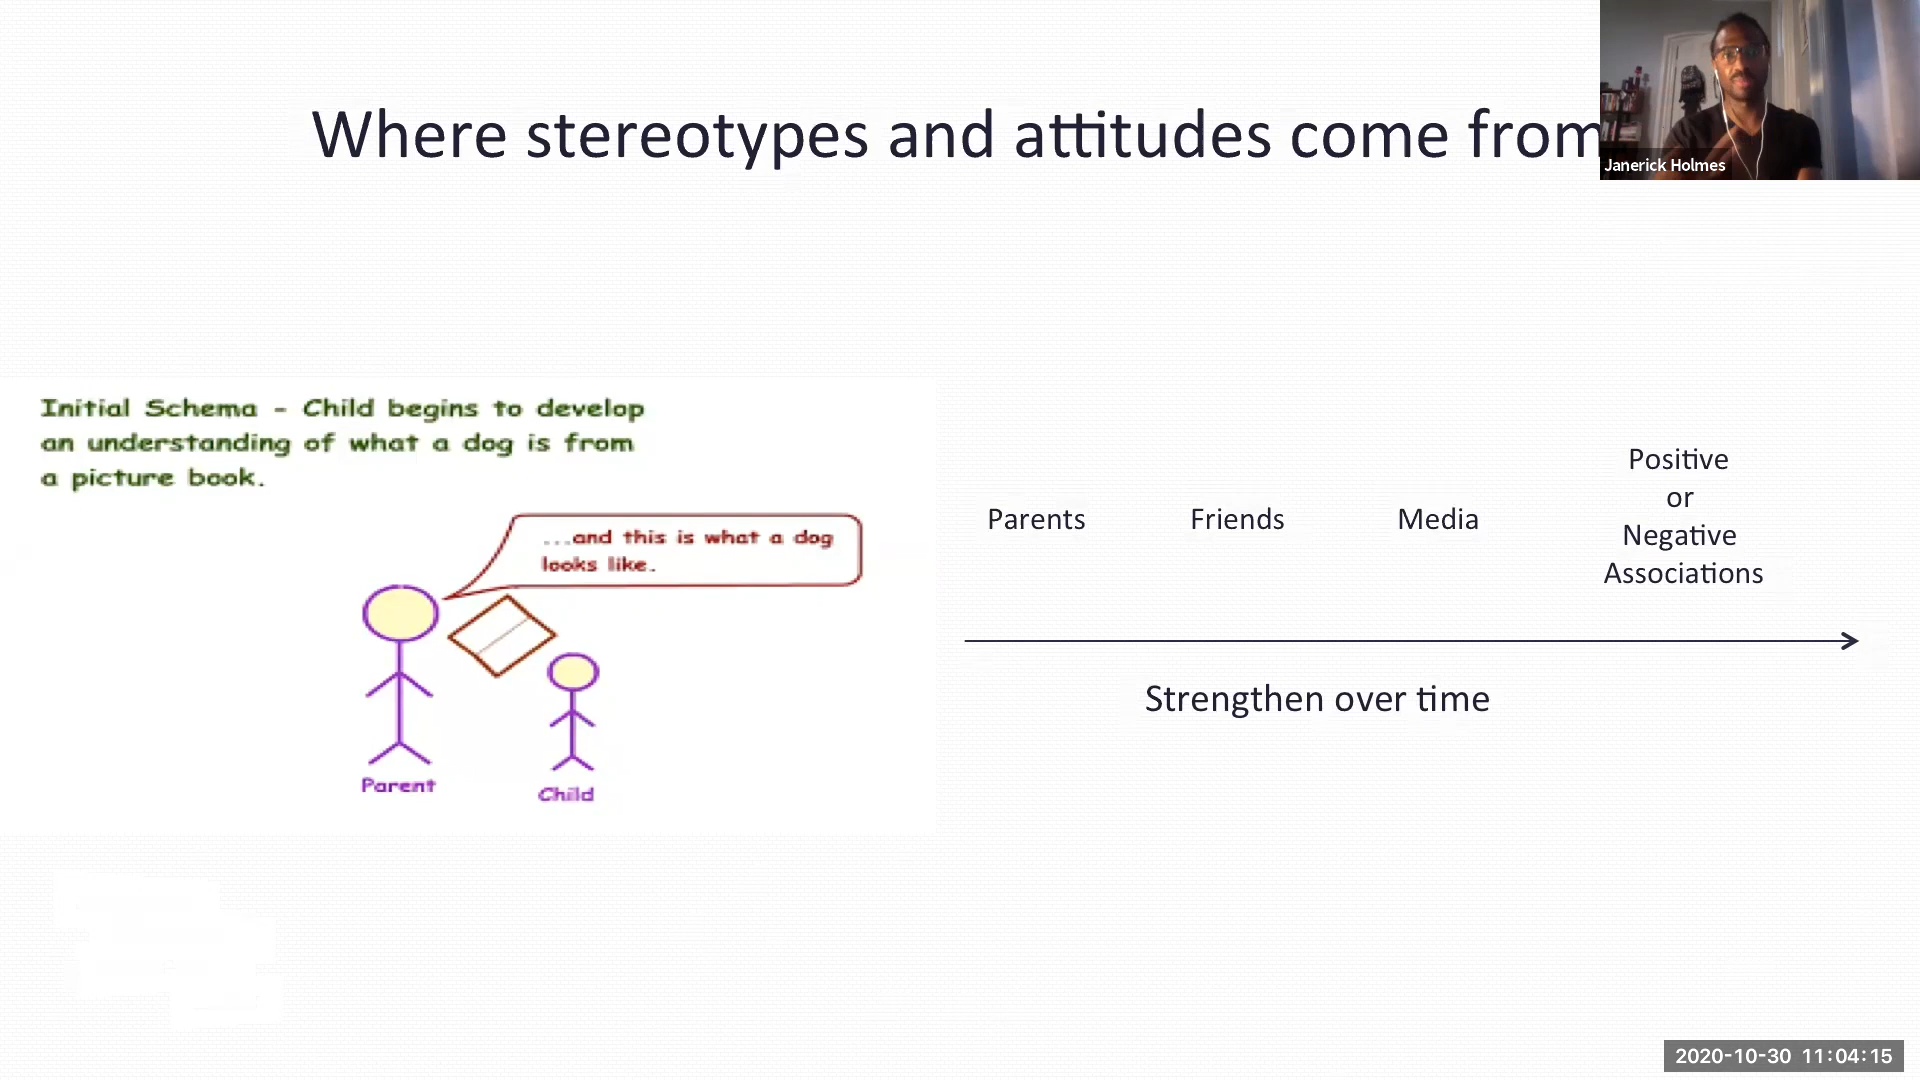 Where stereotypes and attitudes come from
Janerick Holmes
Initial Schema - Child begins to develop
an understanding of what a dog is from
a picture book.
...and this is what a dog
looks like.
Parent
Child
Parents
Friends
Media
Positive
or
Negative
Associations
Strengthen over time
2020-10-30 11:04:15